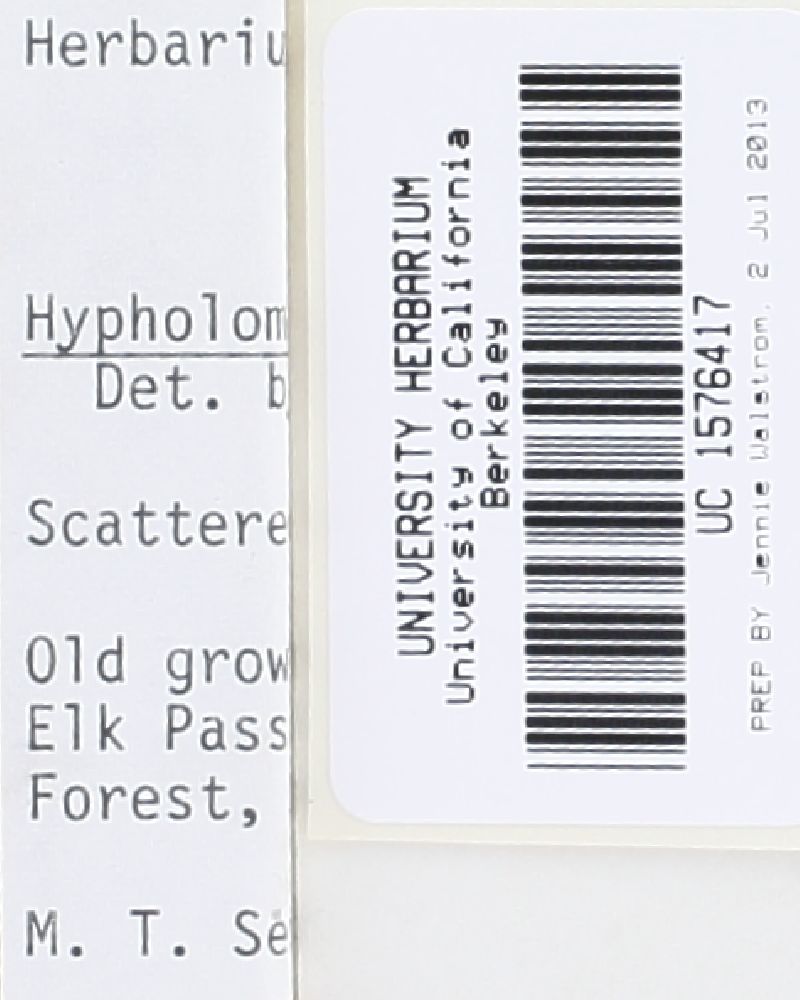 Herbariu
Hypholom
Det. b
Scattere
Old grow
Elk Pass
Forest,
M. T. Se
UNIVERSITY HERBARIUM
University of California
Berkeley
UC 1576417
PREP BY Jennie Walstrom, 2 Jul 2013